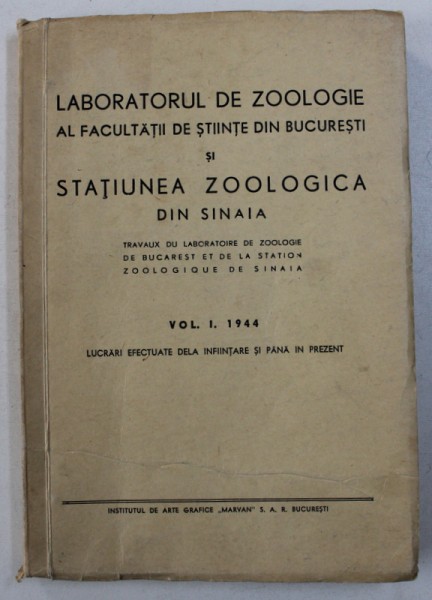 LABORATORUL DE ZOOLOGIE
AL FACULTĂŢII DE ŞTIINŢE DIN BUCUREŞTI
ŞI
STAŢIUNEA ZOOLOGICA
DIN SINAIA
TRAVAUX DU LABORATOIRE DE ZOOLOGIE
DE BUCAREST ET DE LA STATION
ZOOLOGIQUE DE SINAIA
VOL. I. 1944
LUCRĂRI EFECTUATE DELA INFIINŢARE ŞI PÂNĂ IN PREZENT
INSTITUTUL DE ARTE GRAFICE „MARVAN” S. A. R. BUCUREŞTI